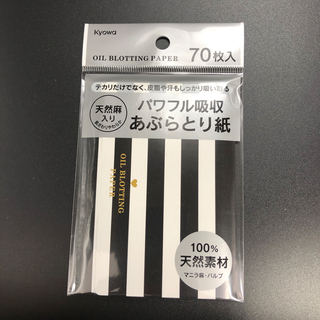 Kyowa
OIL BLOTTING PAPER 70枚入
テカリだけでなく、皮脂や汗もしっかり吸い取る
天然麻
入り
パワフル吸収
あぶらとり紙
OIL BLOTTING
PAPER
100%
天然素材
マニラ麻・パルプ